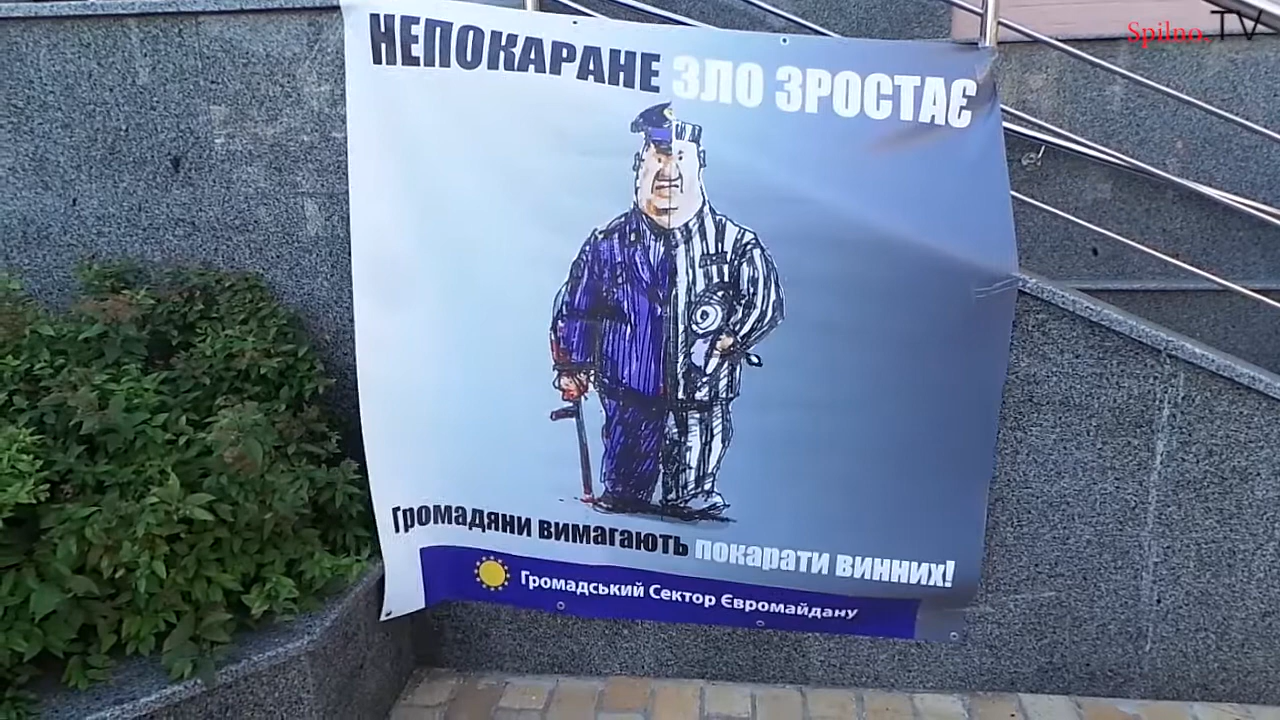 Spilno.TV
НЕПОКАРАНЕ ЗЛО ЗРОСТАЄ
Громадяни вимагають покарати винних!
Громадський Сектор Євромайдану